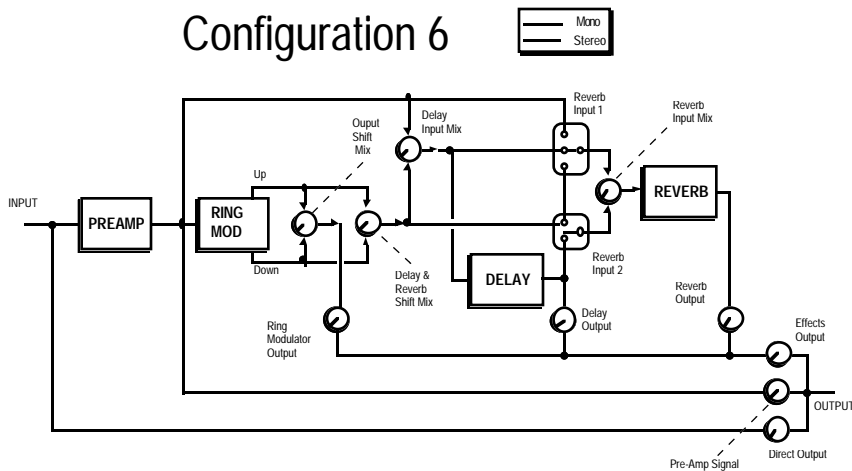 Configuration 6
Mono
Stereo
Reverb
Input 1
Delay
Input Mix
Reverb
Input Mix
Ouput
Shift
Mix
Up
INPUT
PREAMP
RING
MOD
REVERB
Down
Delay &
Reverb
Shift Mix
DELAY
Reverb
Input 2
Ring
Modulator
Output
Delay
Output
Reverb
Output
Effects
Output
OUTPUT
Pre-Amp Signal
Direct Output